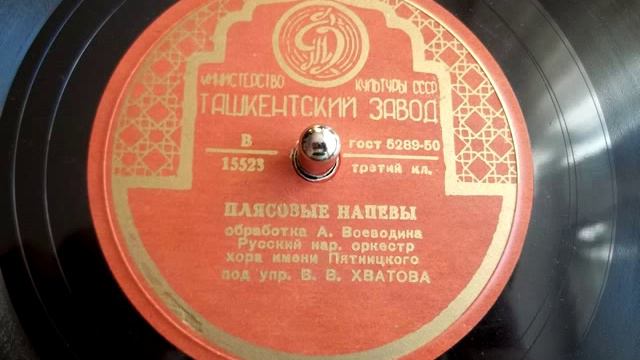 МИНИСТЕРСТВО КУЛЬТУРЫ СССР
ТАШКЕНТСКИЙ ЗАВОД
В ГОСТ 5289-50
15523 третий кл.
ПЛЯСОВЫЕ НАПЕВЫ
обработка А. Воеводина
Русский нар. оркестр
хора имени Пятницкого
под упр. В. В. ХВАТОВА